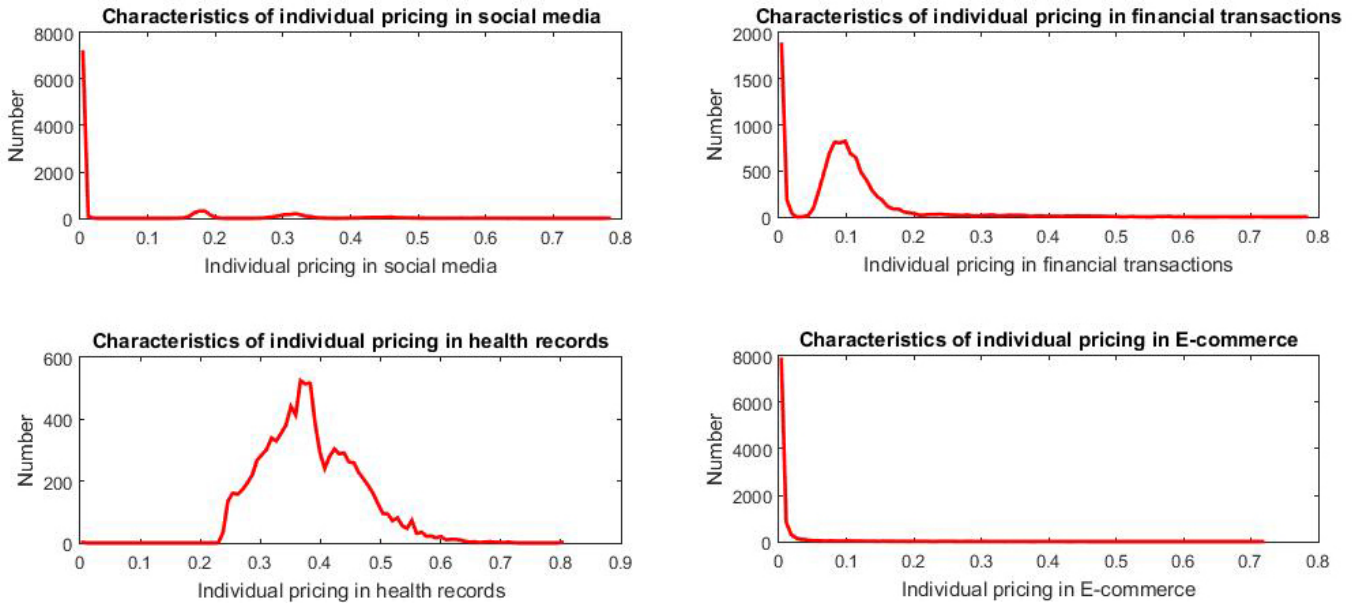 Characteristics of individual pricing in social media
8000
6000
4000
2000
0
Number
0 0.1 0.2 0.3 0.4 0.5 0.6 0.7 0.8
Individual pricing in social media
Characteristics of individual pricing in financial transactions
2000
1500
1000
500
0
Number
0 0.1 0.2 0.3 0.4 0.5 0.6 0.7 0.8
Individual pricing in financial transactions
Characteristics of individual pricing in health records
600
400
200
0
Number
0 0.1 0.2 0.3 0.4 0.5 0.6 0.7 0.8 0.9
Individual pricing in health records
Characteristics of individual pricing in E-commerce
8000
6000
4000
2000
0
Number
0 0.1 0.2 0.3 0.4 0.5 0.6 0.7 0.8
Individual pricing in E-commerce